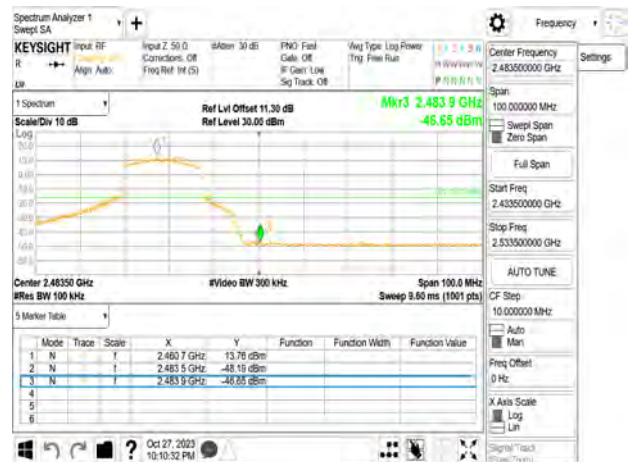 Spectrum Analyzer 1
Swept SA
Frequency
Settings
KEYSIGHT
Input: RF
Input Z: 50 Ω
#Atten: 30 dB
PNO: Fast
Avg Type: Log-Power
R
Align: Auto
Corrections: Off
Freq Ref: Int (S)
Gate: Off
IF Gain: Low
Sig Track: Off
Trig: Free Run
LW
P N N N N N
1 Spectrum
Scale/Div 10 dB
Ref Lvl Offset 11.30 dB
Ref Level 30.00 dBm
Mkr3 2.483 9 GHz
-46.65 dBm
Log
Center 2.48350 GHz
#Video BW 300 kHz
Span 100.0 MHz
#Res BW 100 kHz
Sweep 9.60 ms (1001 pts)
5 Marker Table
Mode Trace Scale X Y Function Function Width Function Value
1 N f 2.460 7 GHz 13.76 dBm
2 N f 2.483 5 GHz -48.19 dBm
3 N f 2.483 9 GHz -46.65 dBm
4
5
6
Oct 27, 2023
10:10:32 PM
Center Frequency
2.483500000 GHz
Span
100.000000 MHz
Swept Span
Zero Span
Full Span
Start Freq
2.433500000 GHz
Stop Freq
2.533500000 GHz
AUTO TUNE
CF Step
10.000000 MHz
Auto
Man
Freq Offset
0 Hz
X Axis Scale
Log
Lin
Signal Track
(Span Zoom)